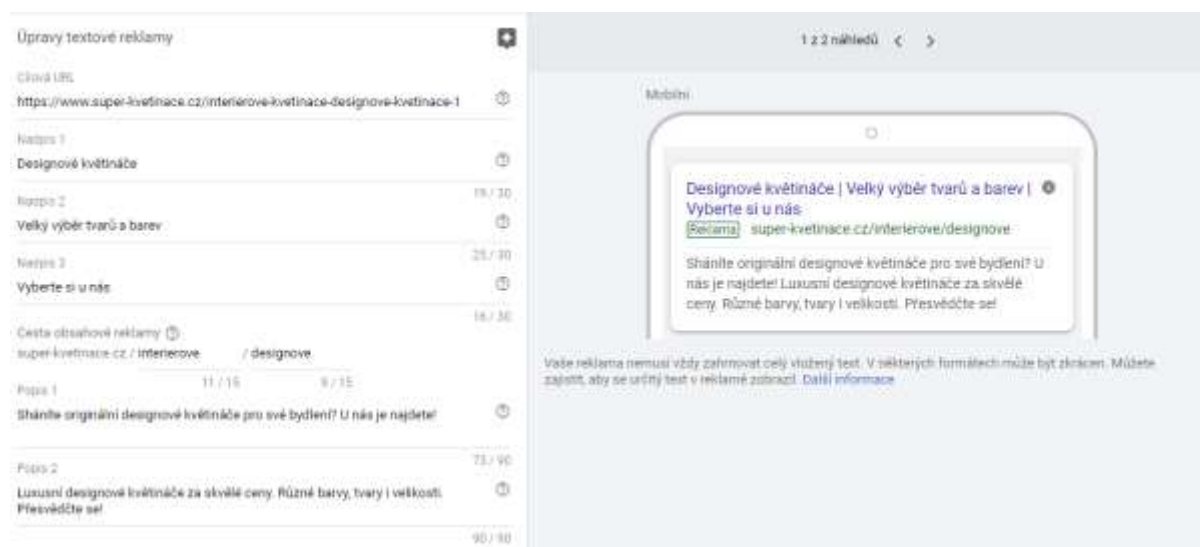 Úpravy textové reklamy
Cílová URL
https://www.super-kvetinace.cz/interierove-kvetinace-designove-kvetinace-1
Nadpis 1
Designové květináče
19 / 30
Nadpis 2
Velký výběr tvarů a barev
25 / 30
Nadpis 3
Vyberte si u nás
16 / 30
Cesta obsahové reklamy
super-kvetinace.cz / interierove / designove
11 / 15 9 / 15
Popis 1
Sháníte originální designové květináče pro své bydlení? U nás je najdete!
73 / 90
Popis 2
Luxusní designové květináče za skvělé ceny. Různé barvy, tvary i velikosti.
Přesvědčte se!
90 / 90
1 z 2 náhledů
Mobilní
Designové květináče | Velký výběr tvarů a barev |
Vyberte si u nás
Reklama super-kvetinace.cz/interierove/designove
Sháníte originální designové květináče pro své bydlení? U
nás je najdete! Luxusní designové květináče za skvělé
ceny. Různé barvy, tvary i velikosti. Přesvědčte se!
Vaše reklama nemusí vždy zahrnovat celý vložený text. V některých formátech může být zkrácen. Můžete
zajistit, aby se určitý text v reklamě zobrazil. Další informace